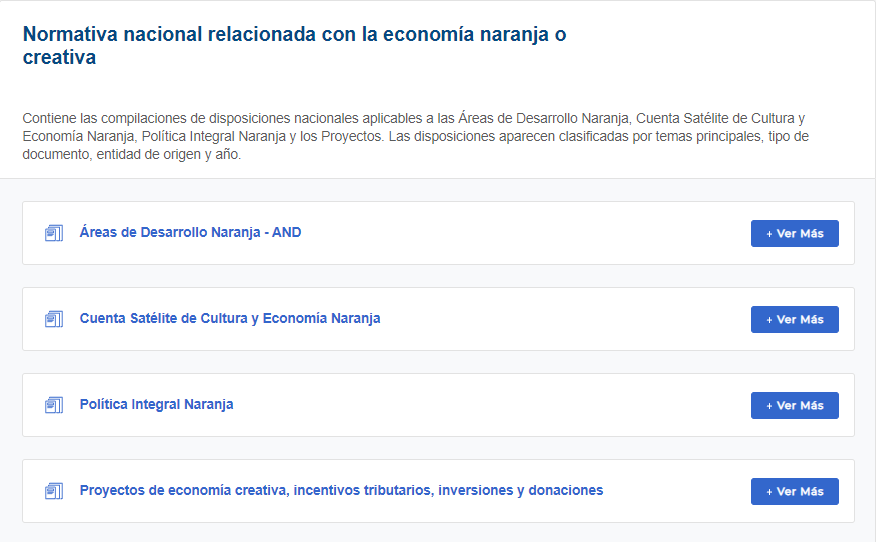 Normativa nacional relacionada con la economía naranja o
creativa
Contiene las compilaciones de disposiciones nacionales aplicables a las Áreas de Desarrollo Naranja, Cuenta Satélite de Cultura y
Economía Naranja, Política Integral Naranja y los Proyectos. Las disposiciones aparecen clasificadas por temas principales, tipo de
documento, entidad de origen y año.
Áreas de Desarrollo Naranja - AND
+ Ver Más
Cuenta Satélite de Cultura y Economía Naranja
+ Ver Más
Política Integral Naranja
+ Ver Más
Proyectos de economía creativa, incentivos tributarios, inversiones y donaciones
+ Ver Más